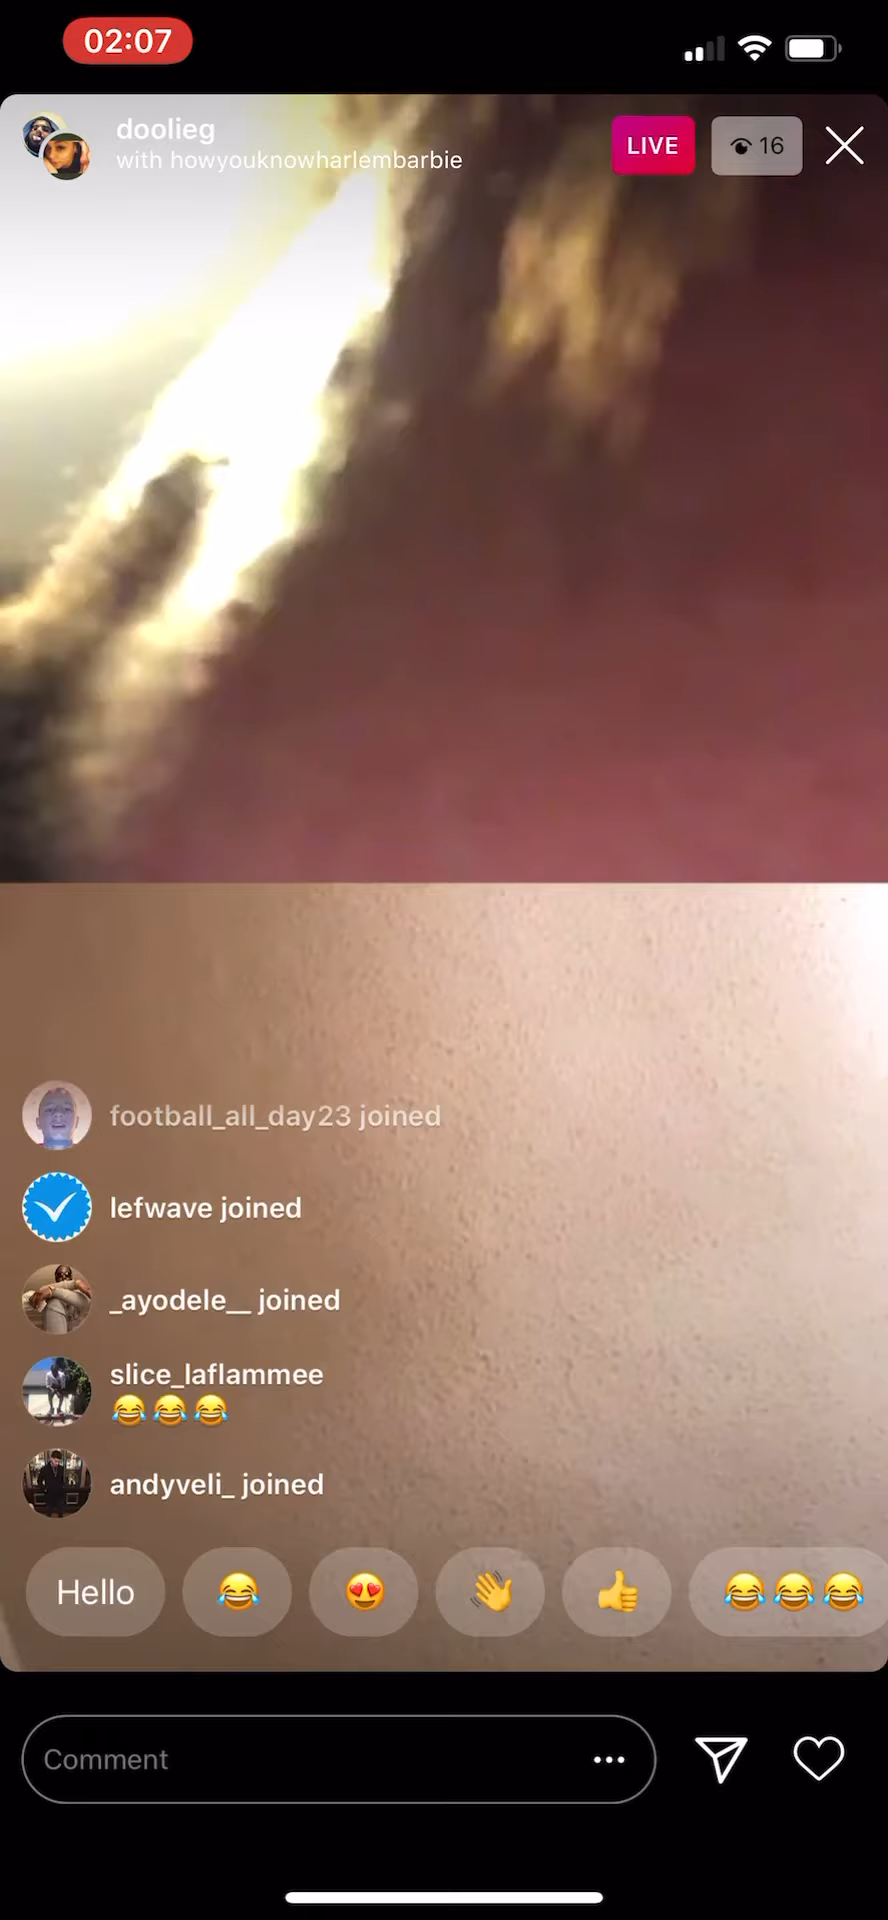 02:07
doolieg
with howyouknowharlembarbie
LIVE
16
football_all_day23 joined
lefwave joined
_ayodele__ joined
slice_laflammee
😂😂😂
andyveli_ joined
Hello 😂 😍 👋 👍 😂😂😂
Comment